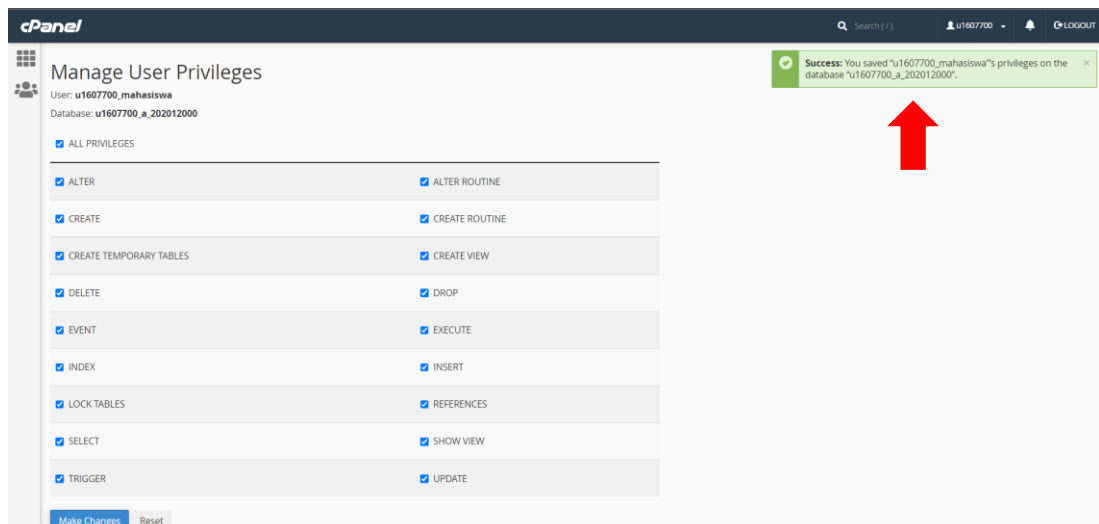 cPanel
Search ( / )
u1607700
LOGOUT
Success: You saved "u1607700_mahasiswa"'s privileges on the
database "u1607700_a_202012000".
Manage User Privileges
User: u1607700_mahasiswa
Database: u1607700_a_202012000
ALL PRIVILEGES
ALTER
ALTER ROUTINE
CREATE
CREATE ROUTINE
CREATE TEMPORARY TABLES
CREATE VIEW
DELETE
DROP
EVENT
EXECUTE
INDEX
INSERT
LOCK TABLES
REFERENCES
SELECT
SHOW VIEW
TRIGGER
UPDATE
Make Changes
Reset